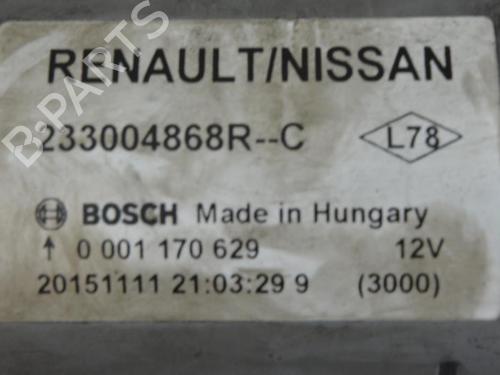 RENAULT/NISSAN
233004868R--C
L78
BOSCH Made in Hungary
↑ 0 001 170 629 12V
20151111 21:03:29 9 (3000)
B-PARTS